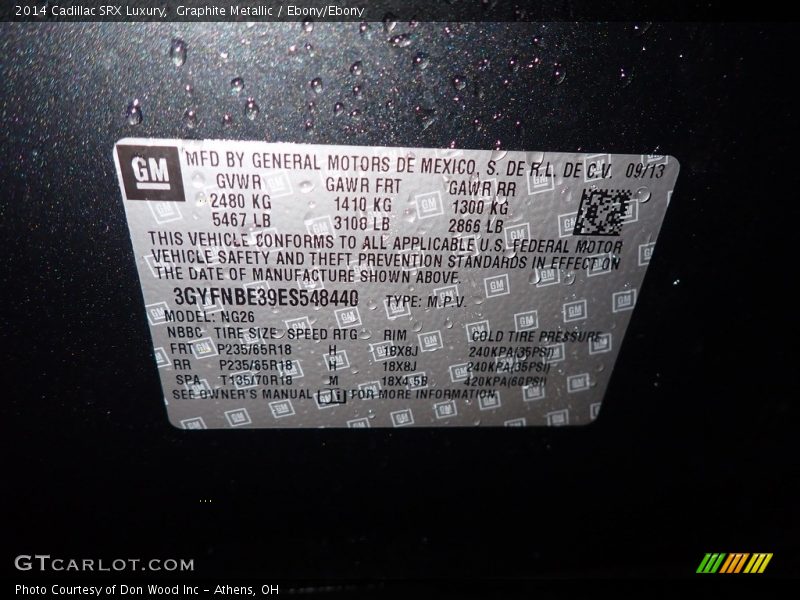 2014 Cadillac SRX Luxury, Graphite Metallic / Ebony/Ebony
GM MFD BY GENERAL MOTORS DE MEXICO, S. DE R.L. DE C.V. 09/13
GVWR GAWR FRT GAWR RR
2480 KG 1410 KG 1300 KG
5467 LB 3108 LB 2866 LB
THIS VEHICLE CONFORMS TO ALL APPLICABLE U.S. FEDERAL MOTOR
VEHICLE SAFETY AND THEFT PREVENTION STANDARDS IN EFFECT ON
THE DATE OF MANUFACTURE SHOWN ABOVE.
3GYFNBE39ES548440 TYPE: M.P.V.
MODEL: NG26
NBBC TIRE SIZE SPEED RTG RIM COLD TIRE PRESSURE
FRT P235/65R18 H 18X8J 240KPA(35PSI)
RR P235/65R18 H 18X8J 240KPA(35PSI)
SPA T135/70R18 M 18X4.5B 420KPA(60PSI)
SEE OWNER'S MANUAL FOR MORE INFORMATION
GTCARLOT.COM
Photo Courtesy of Don Wood Inc - Athens, OH